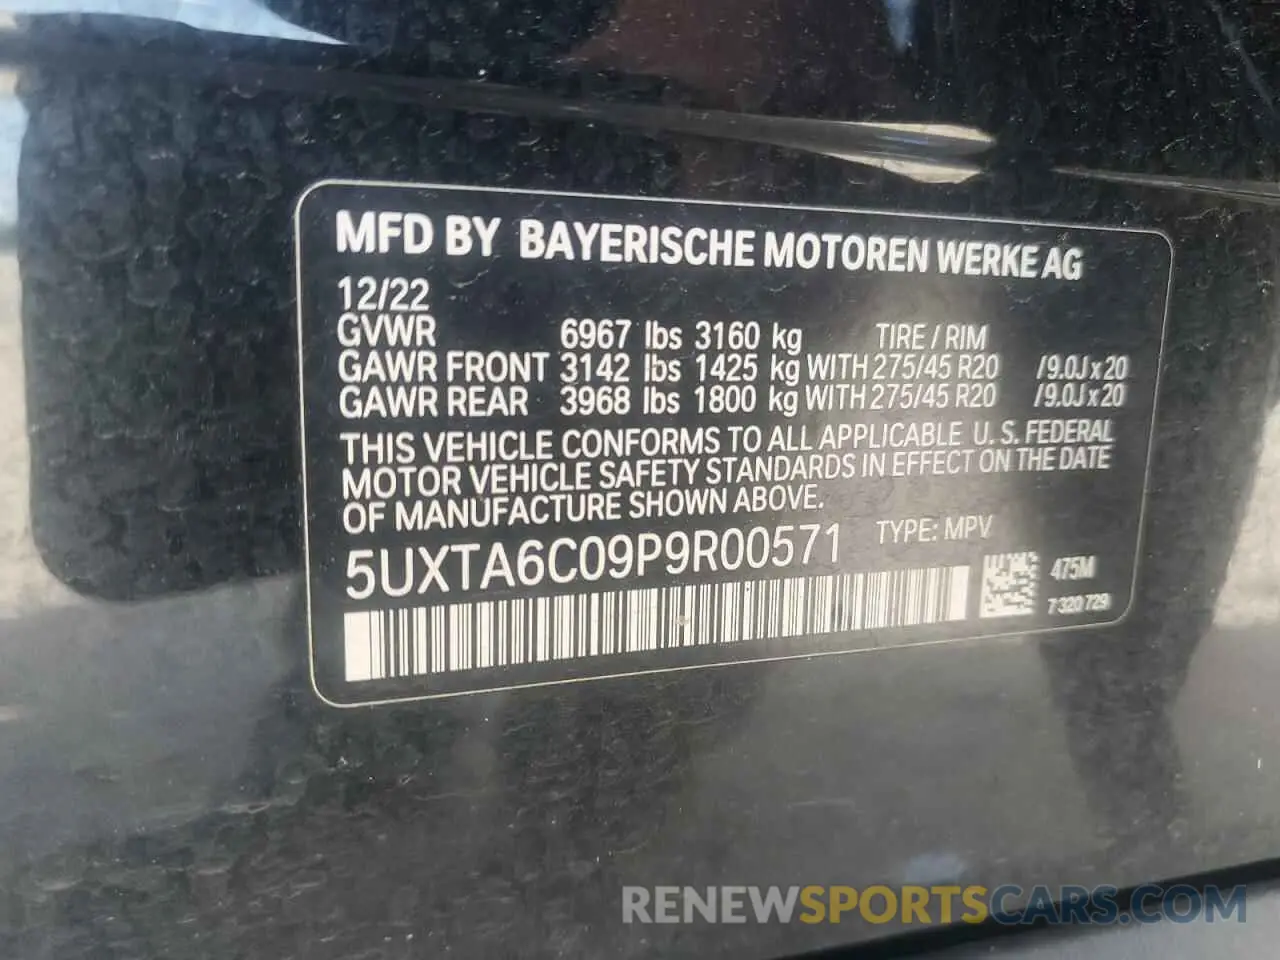 MFD BY BAYERISCHE MOTOREN WERKE AG
12/22
GVWR 6967 lbs 3160 kg TIRE / RIM
GAWR FRONT 3142 lbs 1425 kg WITH 275/45 R20 /9.0J x 20
GAWR REAR 3968 lbs 1800 kg WITH 275/45 R20 /9.0J x 20
THIS VEHICLE CONFORMS TO ALL APPLICABLE U. S. FEDERAL
MOTOR VEHICLE SAFETY STANDARDS IN EFFECT ON THE DATE
OF MANUFACTURE SHOWN ABOVE.
5UXTA6C09P9R00571 TYPE: MPV
475M
7 320 729
RENEWSPORTSCARS.COM